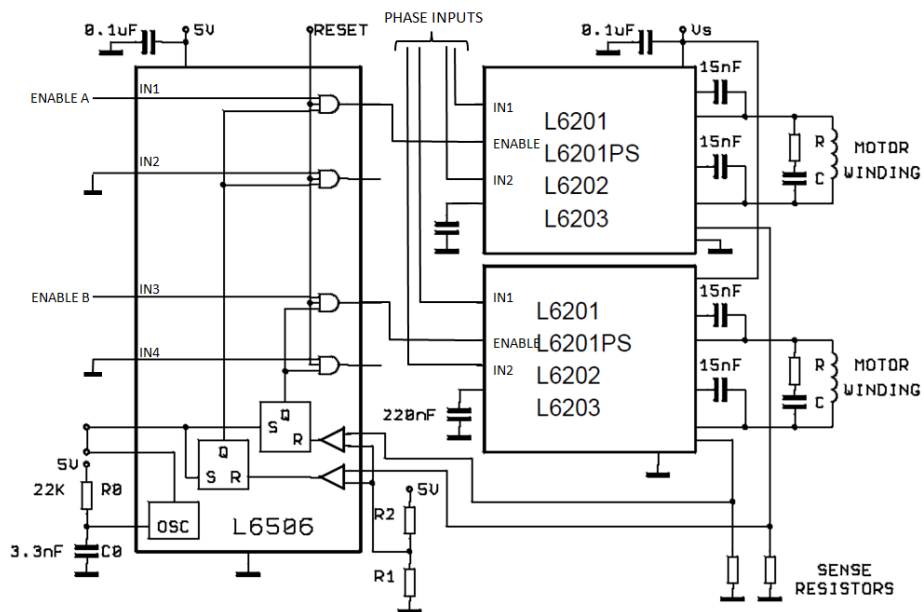 PHASE INPUTS
0.1uF
5V
RESET
0.1uF
Vs
ENABLE A
IN1
IN2
ENABLE B
IN3
IN4
IN1
ENABLE
IN2
L6201
L6201PS
L6202
L6203
15nF
15nF
R
C
MOTOR
WINDING
IN1
ENABLE
IN2
L6201
L6201PS
L6202
L6203
220nF
15nF
15nF
R
C
MOTOR
WINDING
S
Q
R
Q
S R
5V
22K R0
3.3nF C0
OSC
L6506
5V
R2
R1
SENSE
RESISTORS